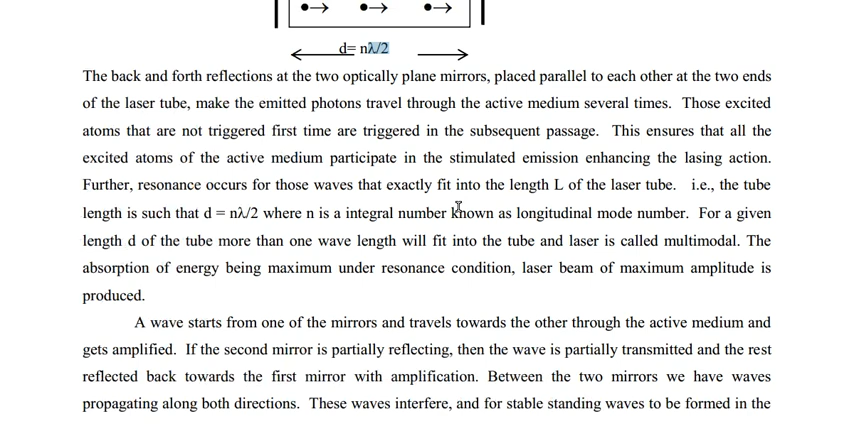 d= nλ/2
The back and forth reflections at the two optically plane mirrors, placed parallel to each other at the two ends
of the laser tube, make the emitted photons travel through the active medium several times. Those excited
atoms that are not triggered first time are triggered in the subsequent passage. This ensures that all the
excited atoms of the active medium participate in the stimulated emission enhancing the lasing action.
Further, resonance occurs for those waves that exactly fit into the length L of the laser tube. i.e., the tube
length is such that d = nλ/2 where n is a integral number known as longitudinal mode number. For a given
length d of the tube more than one wave length will fit into the tube and laser is called multimodal. The
absorption of energy being maximum under resonance condition, laser beam of maximum amplitude is
produced.
A wave starts from one of the mirrors and travels towards the other through the active medium and
gets amplified. If the second mirror is partially reflecting, then the wave is partially transmitted and the rest
reflected back towards the first mirror with amplification. Between the two mirrors we have waves
propagating along both directions. These waves interfere, and for stable standing waves to be formed in the